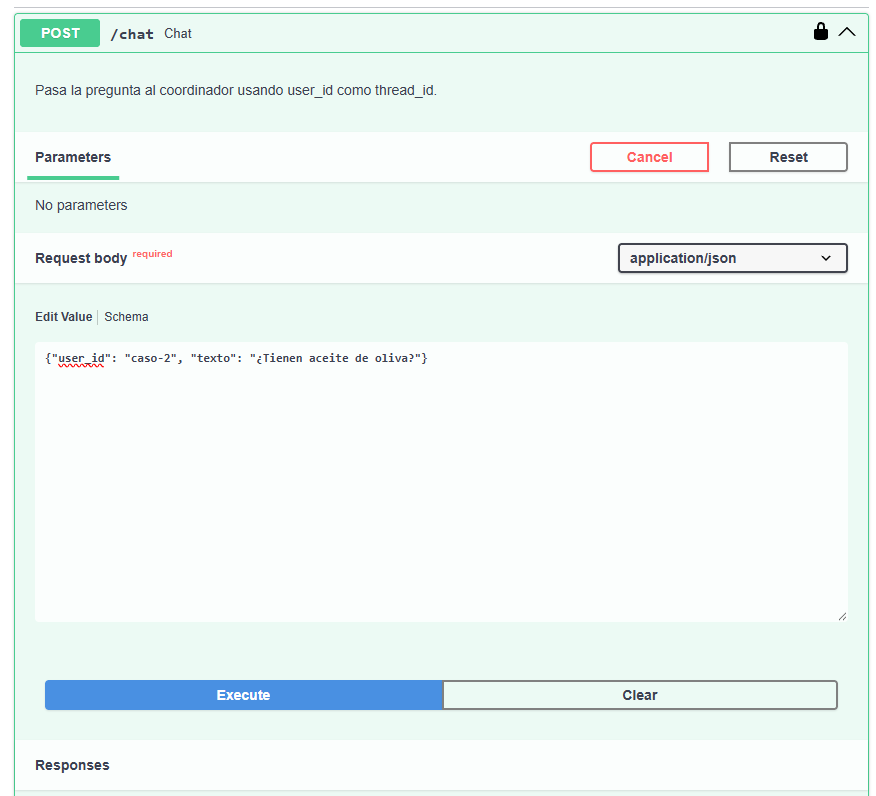 POST /chat Chat
Pasa la pregunta al coordinador usando user_id como thread_id.
Parameters Cancel Reset
No parameters
Request body required application/json
Edit Value Schema
{"user_id": "caso-2", "texto": "¿Tienen aceite de oliva?"}
Execute Clear
Responses